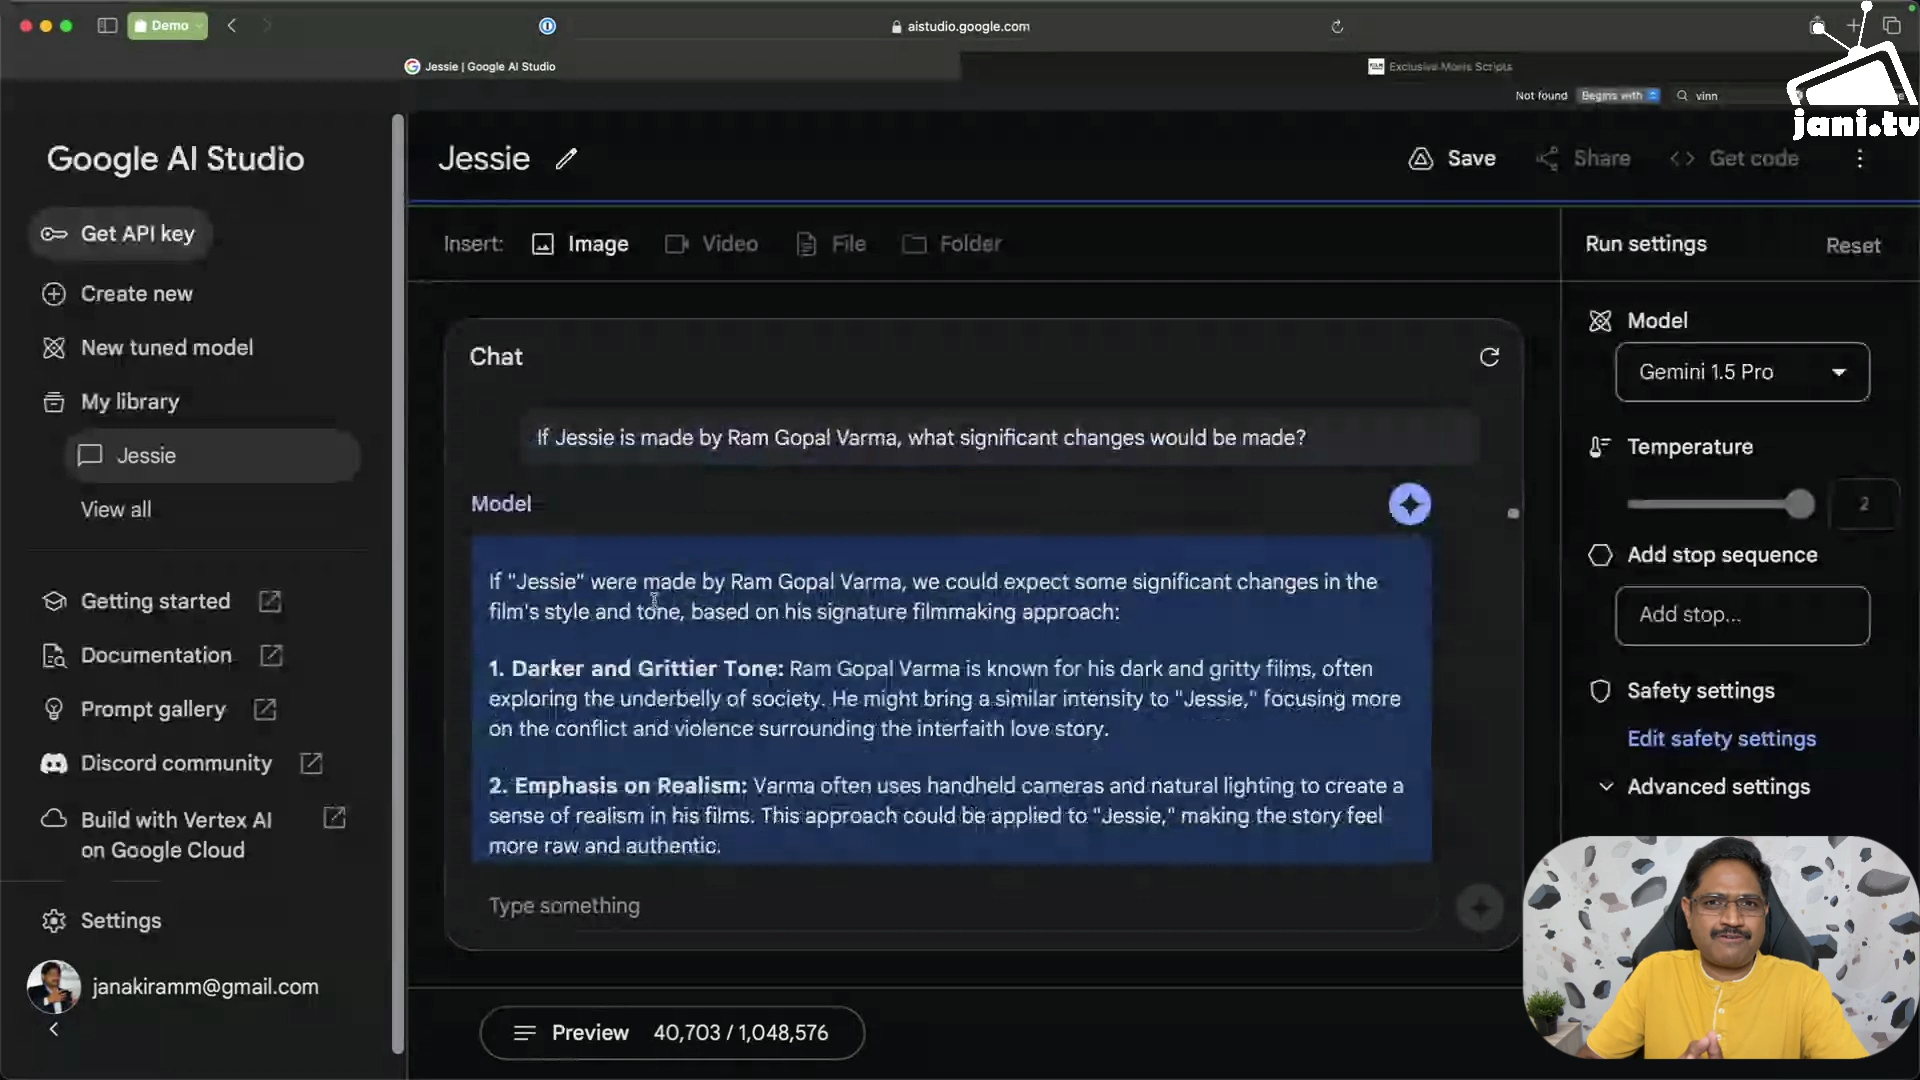 Demo
aistudio.google.com
Jessie | Google AI Studio
Exclusive Movie Scripts
Not found
Begins with
vinn
jani.tv
Google AI Studio
Get API key
Create new
New tuned model
My library
Jessie
View all
Getting started
Documentation
Prompt gallery
Discord community
Build with Vertex AI
on Google Cloud
Settings
janakiramm@gmail.com
Jessie
Save
Share
Get code
Insert:
Image
Video
File
Folder
Chat
If Jessie is made by Ram Gopal Varma, what significant changes would be made?
Model
If "Jessie" were made by Ram Gopal Varma, we could expect some significant changes in the
film's style and tone, based on his signature filmmaking approach:
1. Darker and Grittier Tone: Ram Gopal Varma is known for his dark and gritty films, often
exploring the underbelly of society. He might bring a similar intensity to "Jessie," focusing more
on the conflict and violence surrounding the interfaith love story.
2. Emphasis on Realism: Varma often uses handheld cameras and natural lighting to create a
sense of realism in his films. This approach could be applied to "Jessie," making the story feel
more raw and authentic.
Type something
Preview
40,703 / 1,048,576
Run settings
Reset
Model
Gemini 1.5 Pro
Temperature
2
Add stop sequence
Add stop...
Safety settings
Edit safety settings
Advanced settings